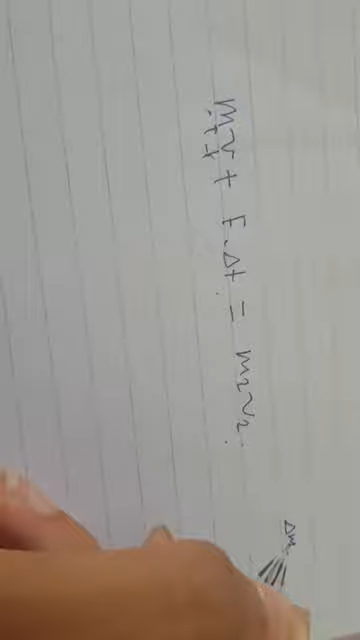 m₁v₁ + F.Δt = m₂v₂.
Δm